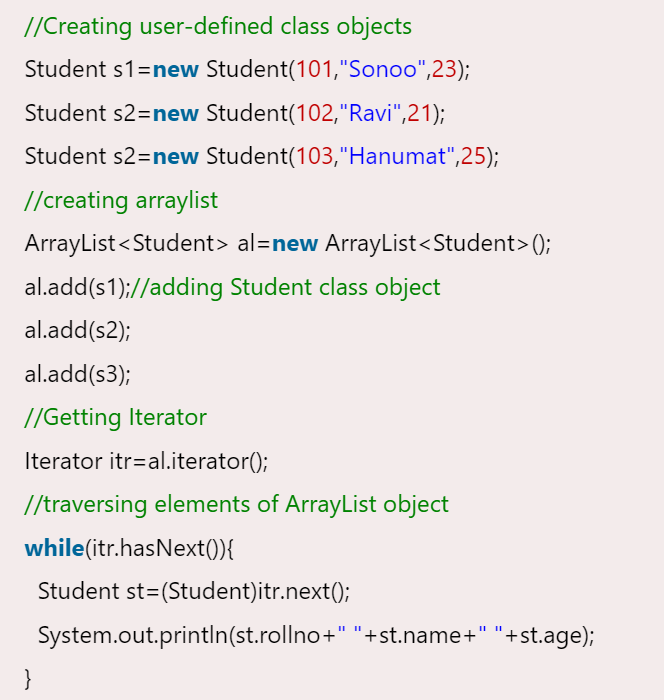 //Creating user-defined class objects
Student s1=new Student(101,"Sonoo",23);
Student s2=new Student(102,"Ravi",21);
Student s2=new Student(103,"Hanumat",25);
//creating arraylist
ArrayList<Student> al=new ArrayList<Student>();
al.add(s1);//adding Student class object
al.add(s2);
al.add(s3);
//Getting Iterator
Iterator itr=al.iterator();
//traversing elements of ArrayList object
while(itr.hasNext()){
  Student st=(Student)itr.next();
  System.out.println(st.rollno+" "+st.name+" "+st.age);
}